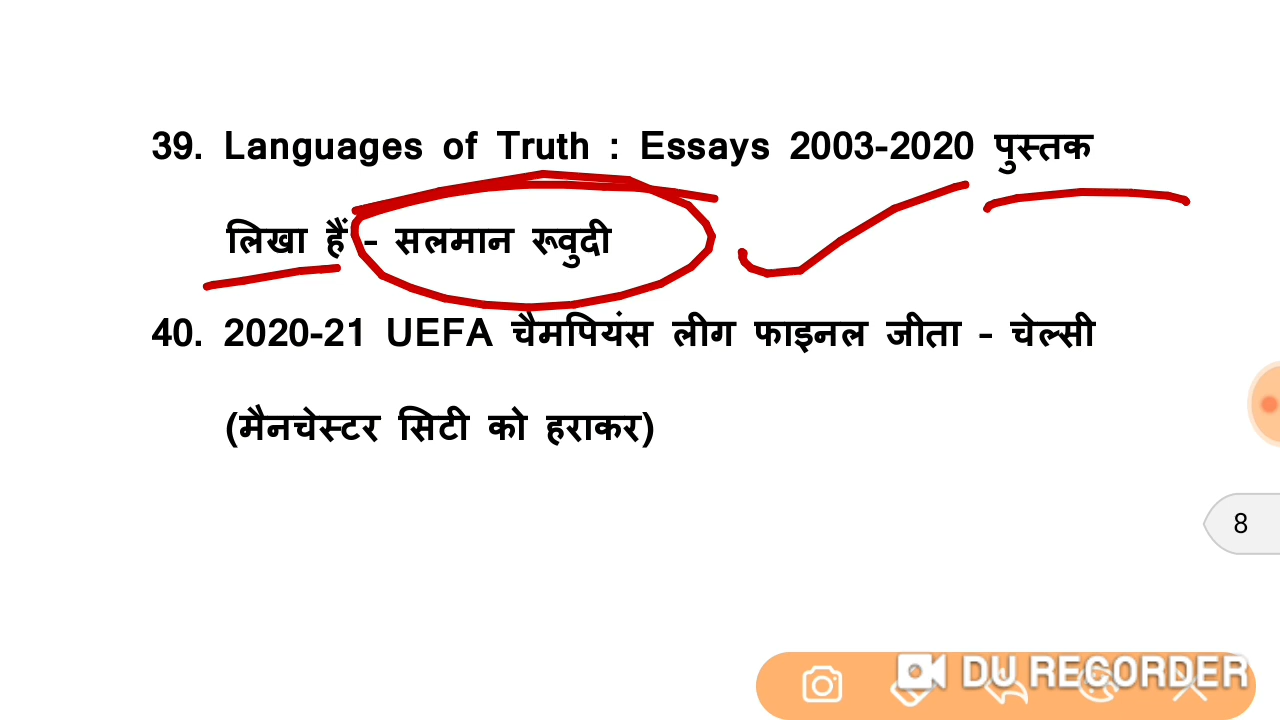 39. Languages of Truth : Essays 2003-2020 पुस्तक
लिखा हैं - सलमान रूवुदी
40. 2020-21 UEFA चैमपियंस लीग फाइनल जीता - चेल्सी
(मैनचेस्टर सिटी को हराकर)
8
DU RECORDER